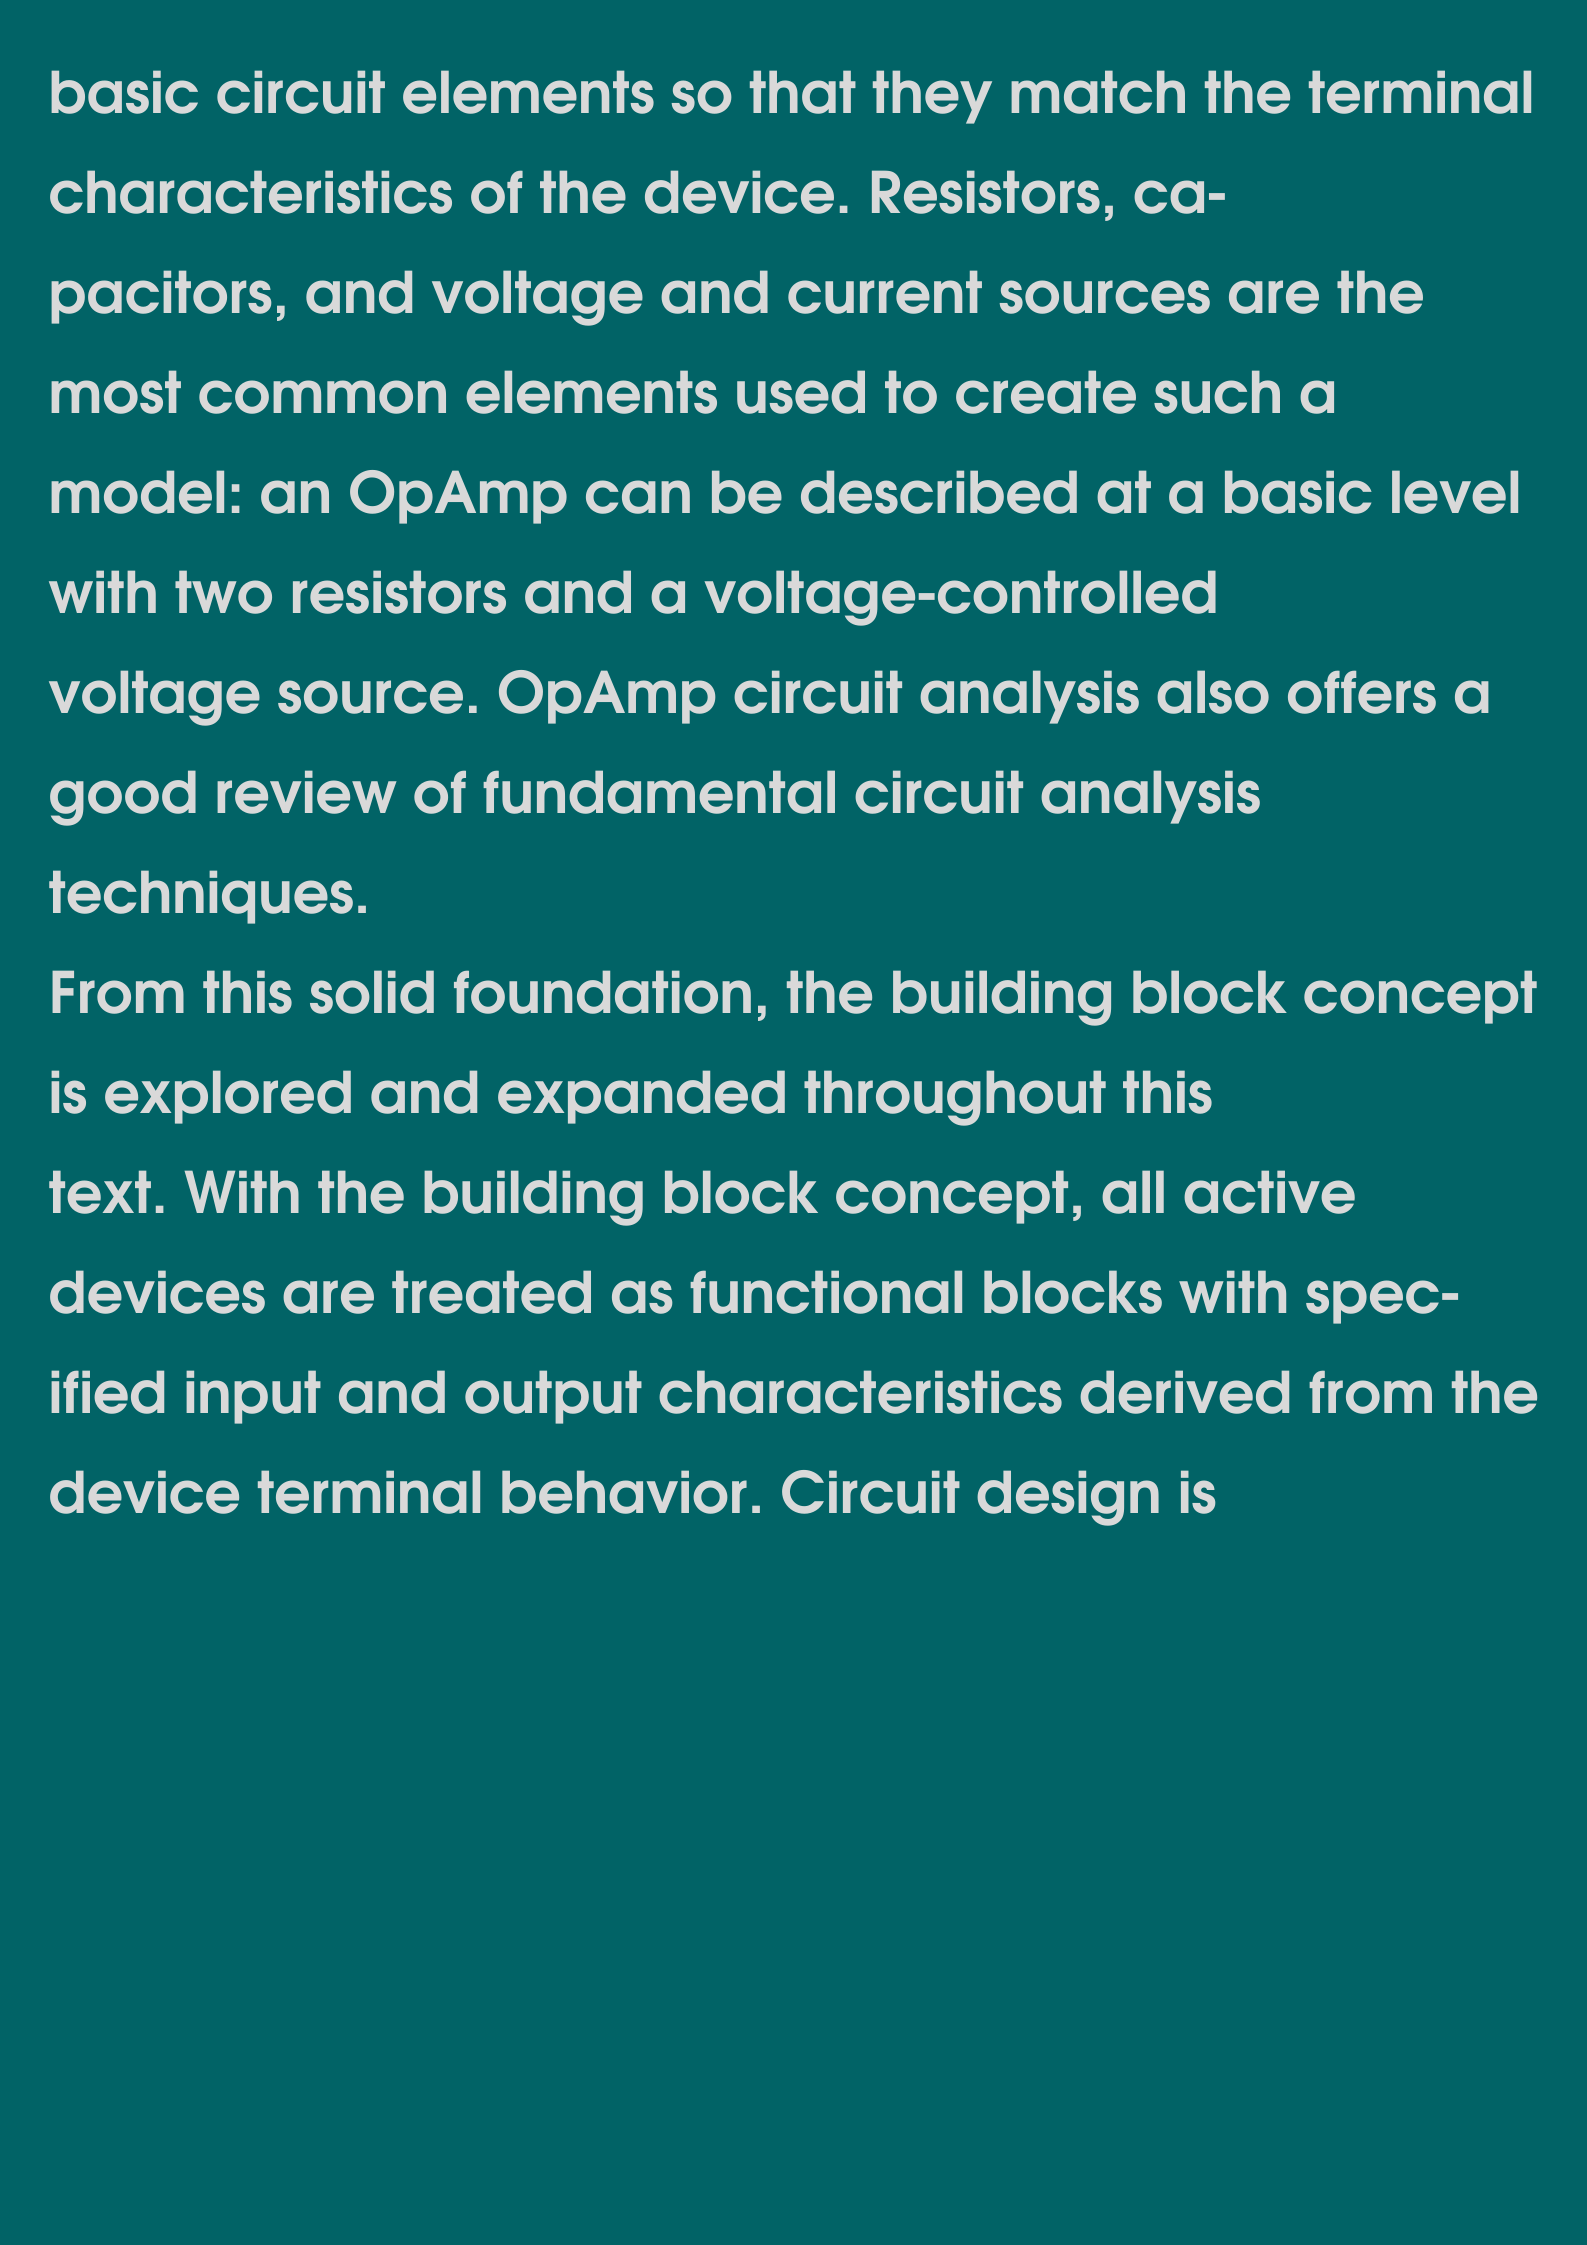 basic circuit elements so that they match the terminal
characteristics of the device. Resistors, ca-
pacitors, and voltage and current sources are the
most common elements used to create such a
model: an OpAmp can be described at a basic level
with two resistors and a voltage-controlled
voltage source. OpAmp circuit analysis also offers a
good review of fundamental circuit analysis
techniques.
From this solid foundation, the building block concept
is explored and expanded throughout this
text. With the building block concept, all active
devices are treated as functional blocks with spec-
ified input and output characteristics derived from the
device terminal behavior. Circuit design is